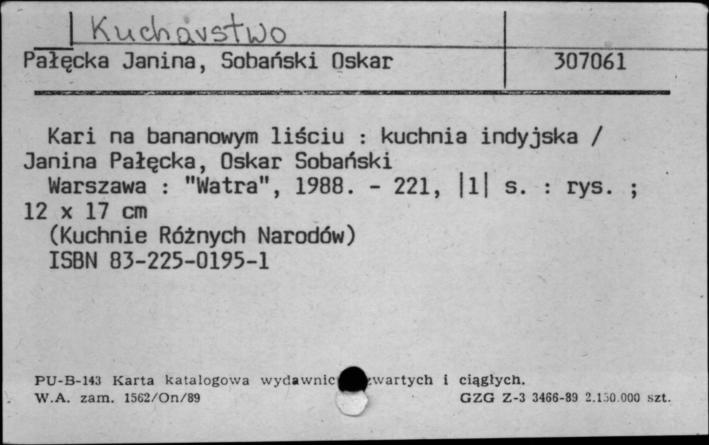 Kucharstwo
Pałęcka Janina, Sobański Oskar 307061
Kari na bananowym liściu : kuchnia indyjska /
Janina Pałęcka, Oskar Sobański
Warszawa : "Watra", 1988. - 221, |1| s. : rys. ;
12 x 17 cm
(Kuchnie Różnych Narodów)
ISBN 83-225-0195-1
PU-B-143 Karta katalogowa i ciągłych.
W.A. zam. 1562/On/89 GZG Z-3 3466-89 2.150.000 szt.